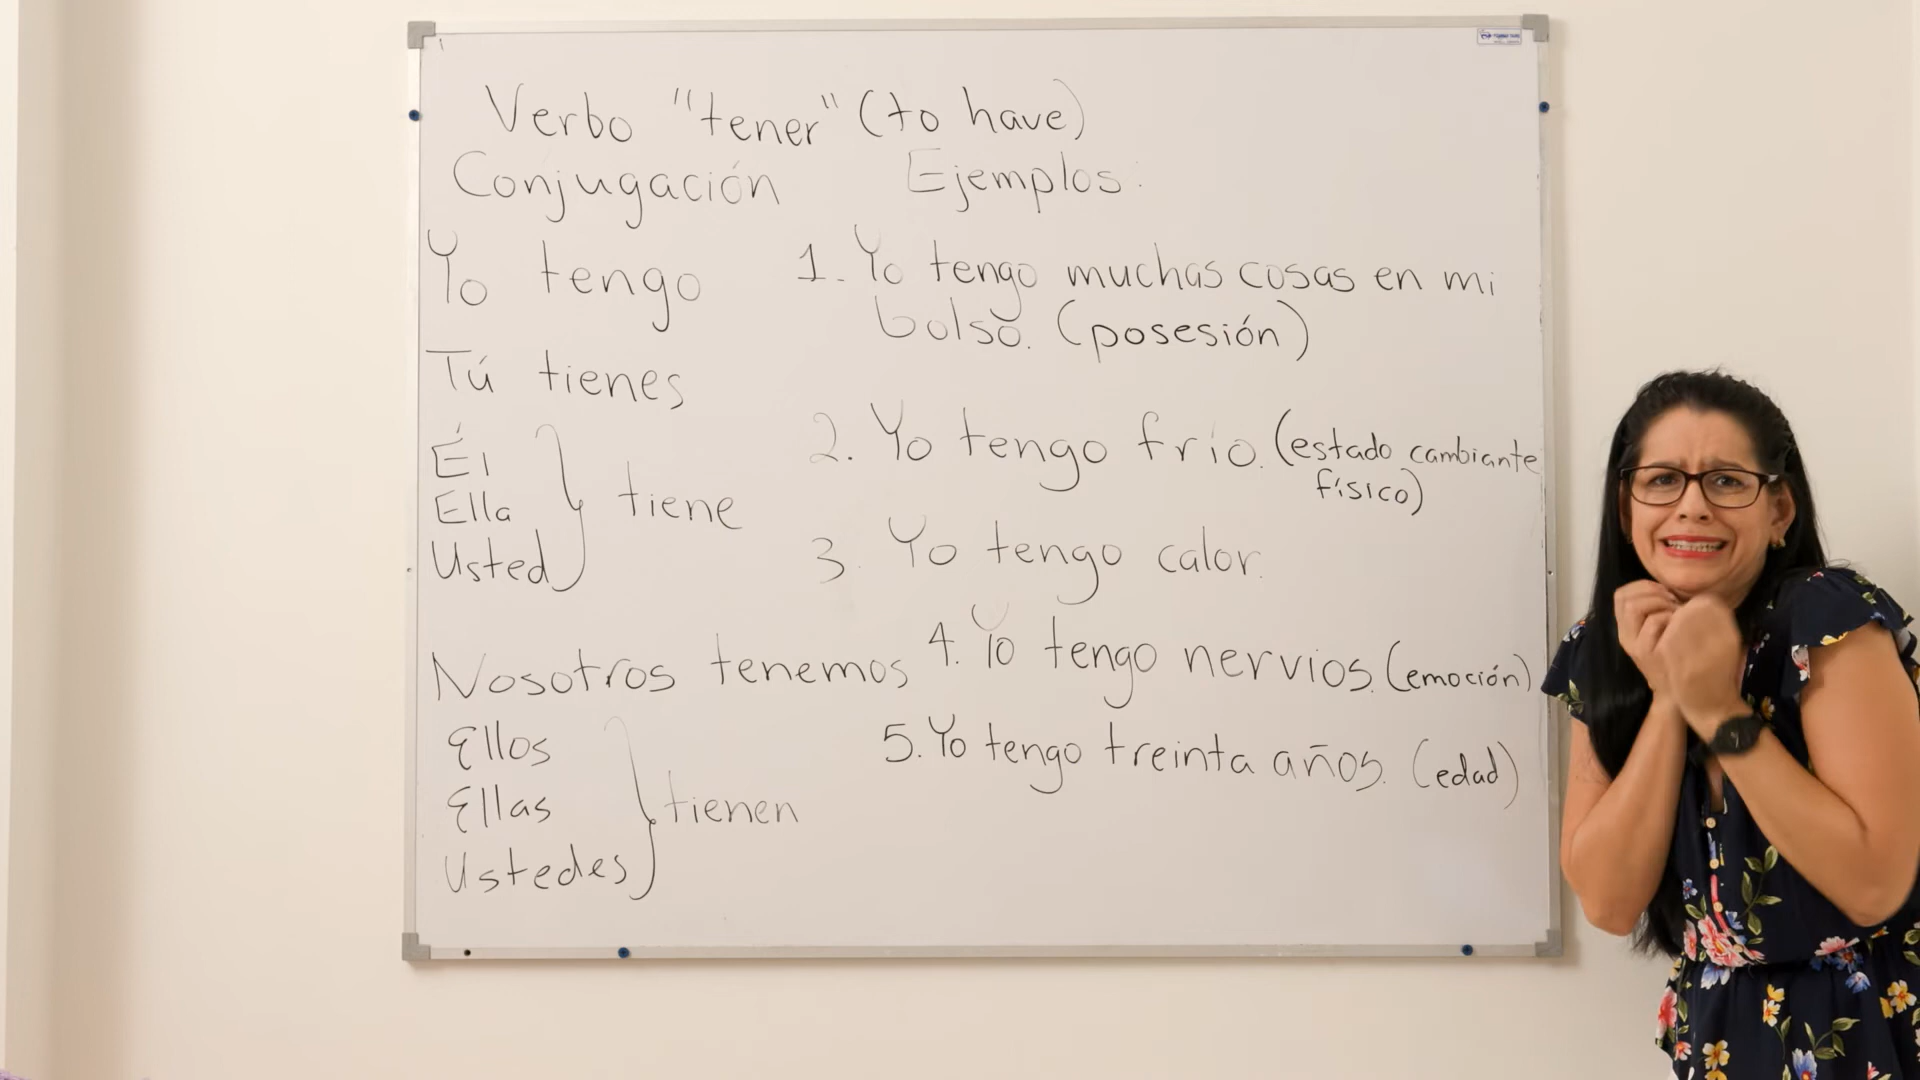 Verbo "tener" (to have)
Conjugación
Yo tengo
Tú tienes
Él
Ella
Usted
tiene
Nosotros tenemos
Ellos
Ellas
Ustedes
tienen
Ejemplos:
1. Yo tengo muchas cosas en mi
bolso. (posesión)
2. Yo tengo frío. (estado cambiante
físico)
3. Yo tengo calor.
4. Yo tengo nervios. (emoción)
5. Yo tengo treinta años. (edad)